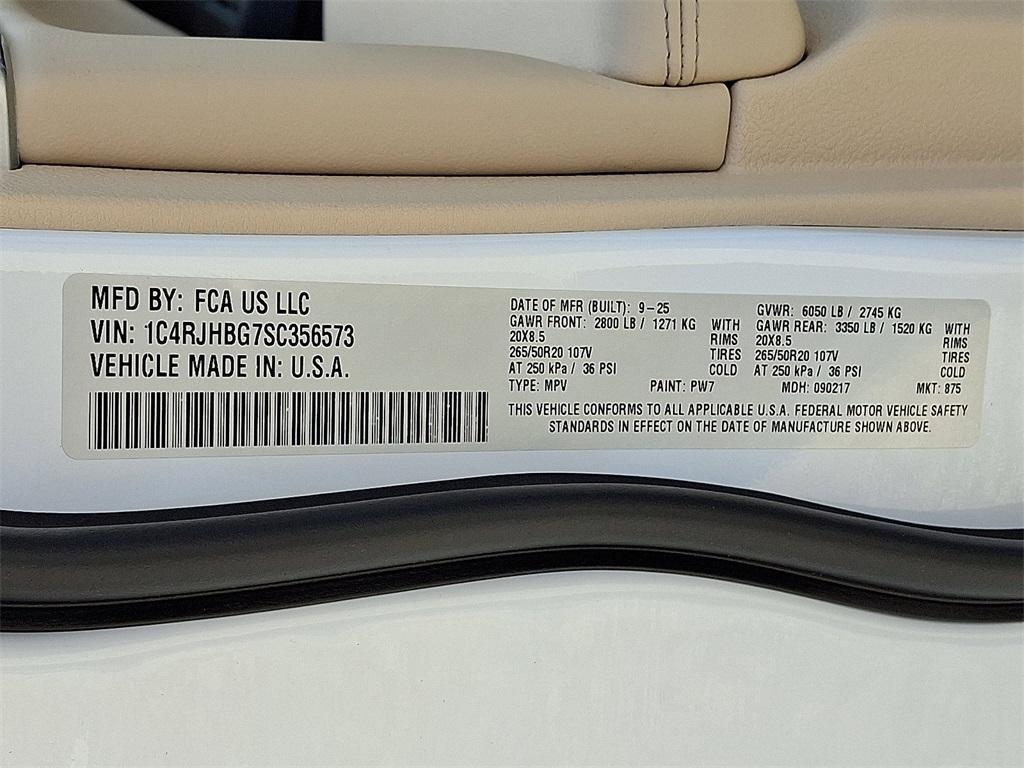 MFD BY: FCA US LLC
VIN: 1C4RJHBG7SC356573
VEHICLE MADE IN: U.S.A.
DATE OF MFR (BUILT): 9-25
GAWR FRONT: 2800 LB / 1271 KG WITH
20X8.5 RIMS
265/50R20 107V TIRES
AT 250 kPa / 36 PSI COLD
TYPE: MPV PAINT: PW7
GVWR: 6050 LB / 2745 KG
GAWR REAR: 3350 LB / 1520 KG WITH
20X8.5 RIMS
265/50R20 107V TIRES
AT 250 kPa / 36 PSI COLD
MDH: 090217 MKT: 875
THIS VEHICLE CONFORMS TO ALL APPLICABLE U.S.A. FEDERAL MOTOR VEHICLE SAFETY
STANDARDS IN EFFECT ON THE DATE OF MANUFACTURE SHOWN ABOVE.